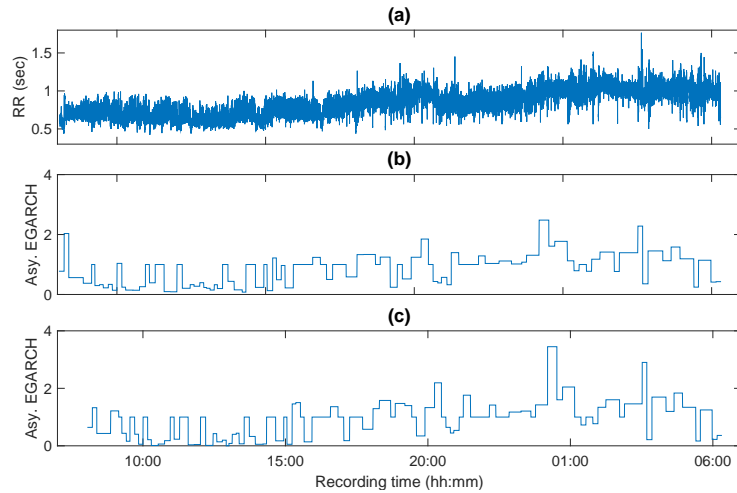 (a)
RR (sec)
1.5
1
0.5
(b)
Asy. EGARCH
4
2
0
(c)
Asy. EGARCH
4
2
0
10:00 15:00 20:00 01:00 06:00
Recording time (hh:mm)